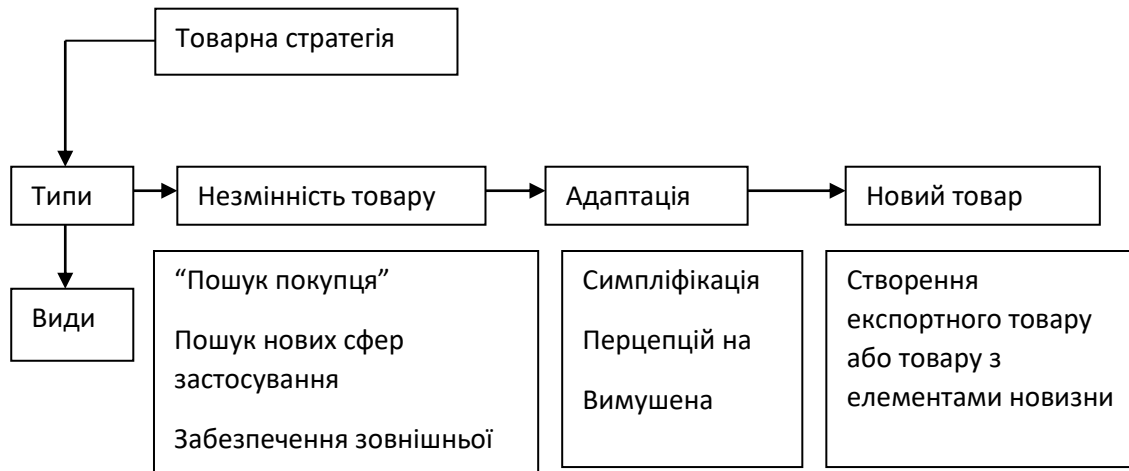 Товарна стратегія
Типи
Незмінність товару
Адаптація
Новий товар
Види
“Пошук покупця”
Пошук нових сфер
застосування
Забезпечення зовнішньої
Симпліфікація
Перцепцій на
Вимушена
Створення
експортного товару
або товару з
елементами новизни